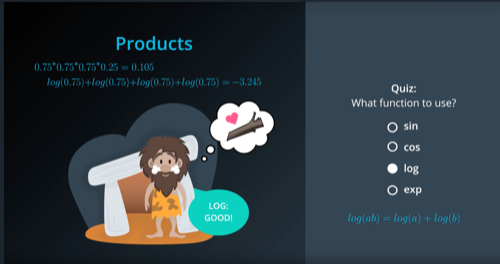 Products
0.75*0.75*0.75*0.25 = 0.105
log(0.75)+log(0.75)+log(0.75)+log(0.75) = −3.245
LOG:
GOOD!
Quiz:
What function to use?
sin
cos
log
exp
log(ab) = log(a) + log(b)